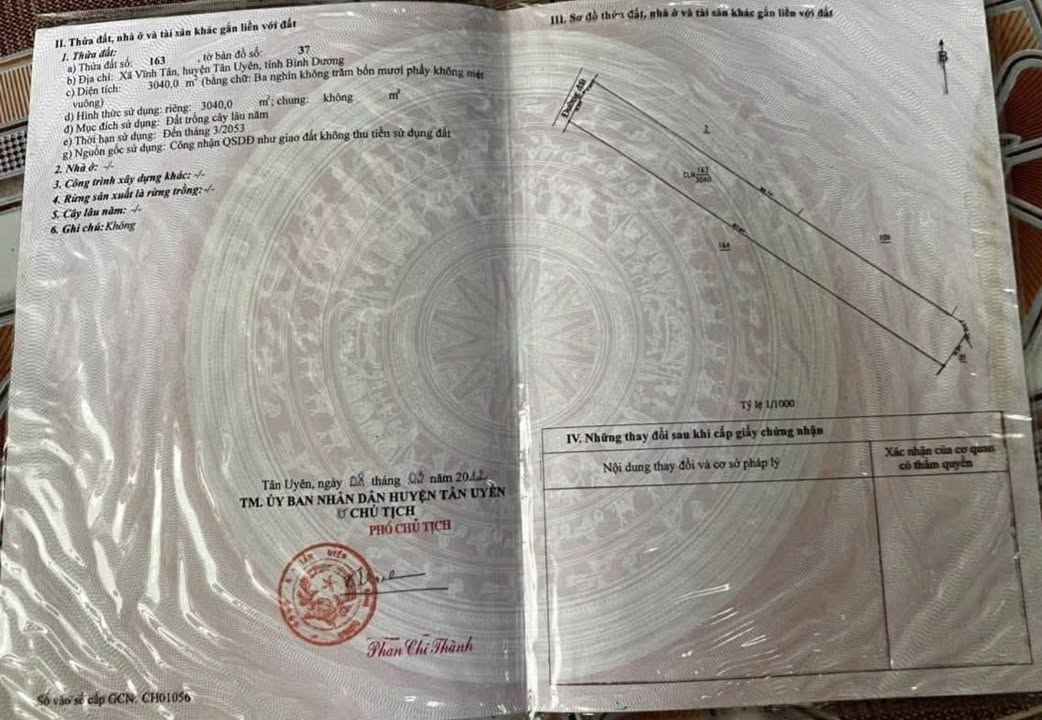 II. Thửa đất, nhà ở và tài sản khác gắn liền với đất
1. Thửa đất:
a) Thửa đất số: 163 , tờ bản đồ số: 37
b) Địa chỉ: Xã Vĩnh Tân, huyện Tân Uyên, tỉnh Bình Dương
c) Diện tích: 3040,0 m² (bằng chữ: Ba nghìn không trăm bốn mươi phẩy không mét
vuông)
d) Hình thức sử dụng: riêng: 3040,0 m²; chung: không m²
đ) Mục đích sử dụng: Đất trồng cây lâu năm
e) Thời hạn sử dụng: Đến tháng 3/2053
g) Nguồn gốc sử dụng: Công nhận QSDĐ như giao đất không thu tiền sử dụng đất
2. Nhà ở: -/-
3. Công trình xây dựng khác: -/-
4. Rừng sản xuất là rừng trồng: -/-
5. Cây lâu năm: -/-
6. Ghi chú: Không
Tân Uyên, ngày 08 tháng 02 năm 2012
TM. ỦY BAN NHÂN DÂN HUYỆN TÂN UYÊN
CHỦ TỊCH
PHÓ CHỦ TỊCH
TÂN UYÊN
Phan Chí Thành
Số vào sổ cấp GCN: CH01056
III. Sơ đồ thửa đất, nhà ở và tài sản khác gắn liền với đất
B
Đường đất
CLN 163
3040
164
Tỷ lệ 1/1000
IV. Những thay đổi sau khi cấp giấy chứng nhận
Nội dung thay đổi và cơ sở pháp lý
Xác nhận của cơ quan
có thẩm quyền